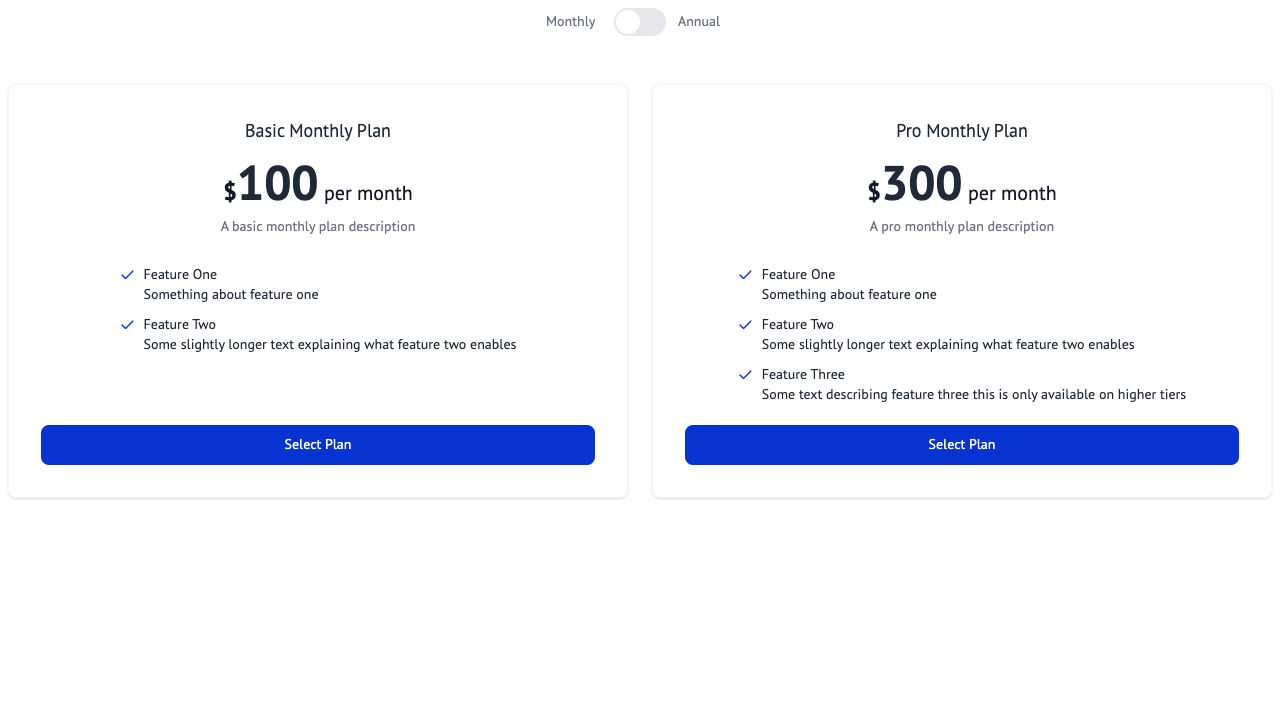 Monthly Annual
Basic Monthly Plan
$100 per month
A basic monthly plan description
Feature One
Something about feature one
Feature Two
Some slightly longer text explaining what feature two enables
Select Plan
Pro Monthly Plan
$300 per month
A pro monthly plan description
Feature One
Something about feature one
Feature Two
Some slightly longer text explaining what feature two enables
Feature Three
Some text describing feature three this is only available on higher tiers
Select Plan